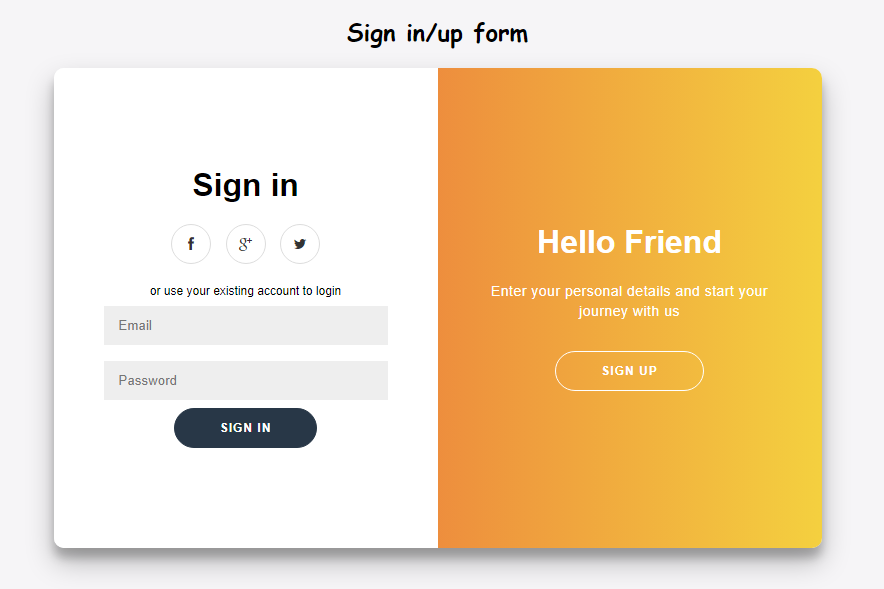 Sign in/up form
Sign in
f g+
or use your existing account to login
Email
Password
SIGN IN
Hello Friend
Enter your personal details and start your
journey with us
SIGN UP